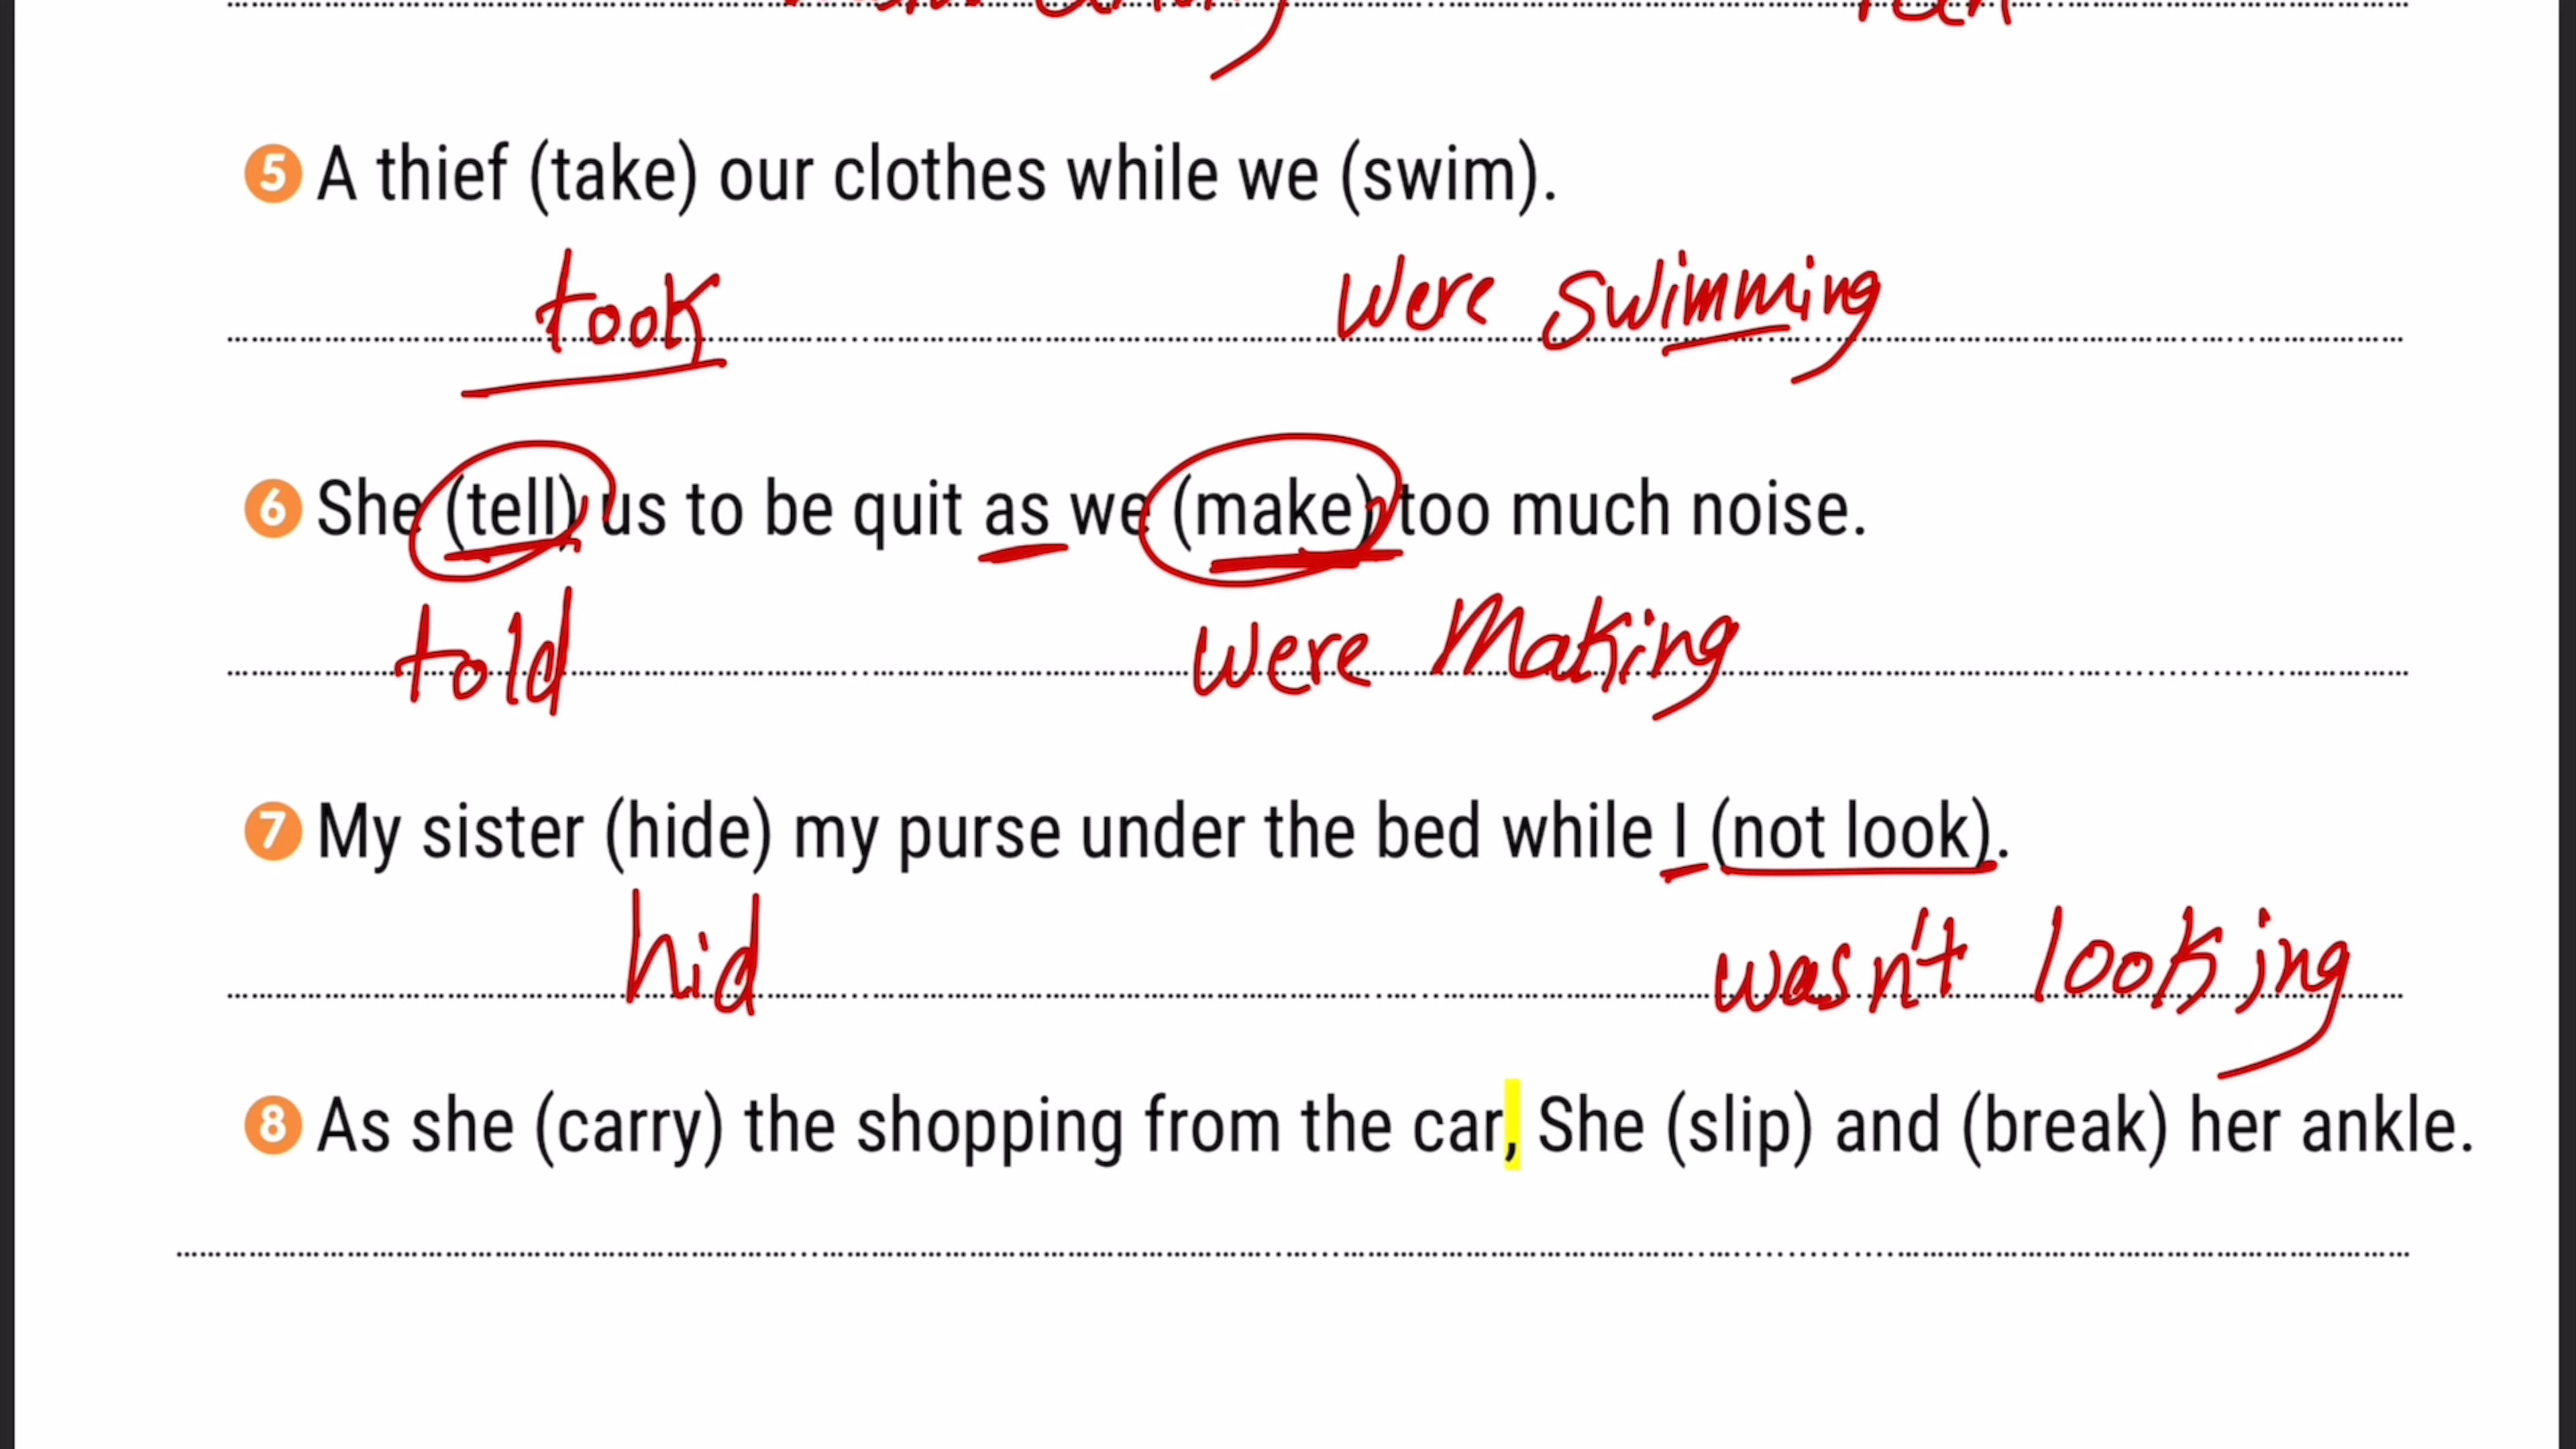 5 A thief (take) our clothes while we (swim).
took were swimming
6 She (tell) us to be quit as we (make) too much noise.
told were Making
7 My sister (hide) my purse under the bed while I (not look).
hid wasn't looking
8 As she (carry) the shopping from the car, She (slip) and (break) her ankle.